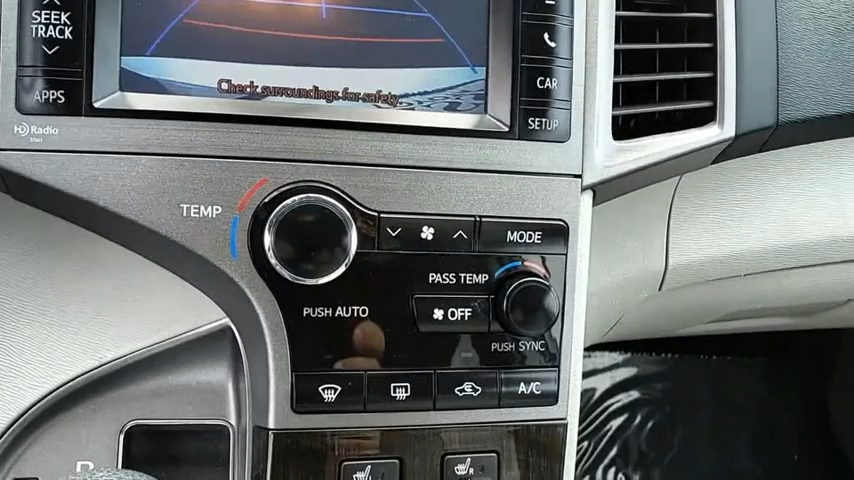 SEEK
TRACK
APPS
HD Radio
Check surroundings for safety.
CAR
SETUP
TEMP
MODE
PASS TEMP
OFF
PUSH AUTO
PUSH SYNC
A/C
R